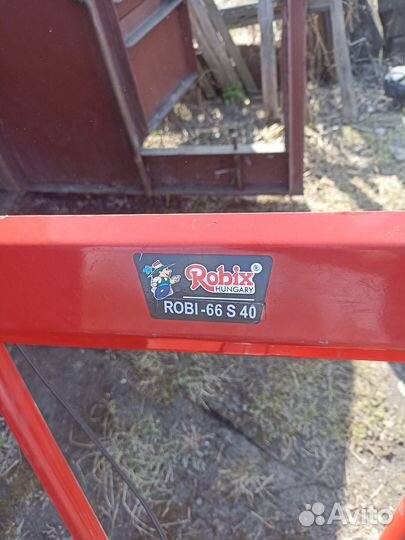 Robix ®
HUNGARY
ROBI-66 S 40
Avito